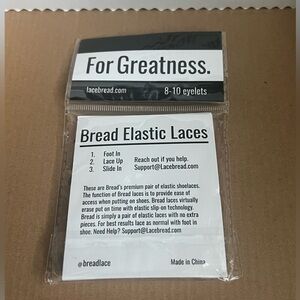 For Greatness.
lacebread.com 8-10 eyelets
Bread Elastic Laces
1. Foot In
2. Lace Up Reach out if you help.
3. Slide In Support@Lacebread.com
These are Bread's premium pair of elastic shoelaces.
The function of Bread laces is to provide ease of
access when putting on shoes. Bread laces virtually
erase put on time with elastic slip-on technology.
Bread is simply a pair of elastic laces with no extra
pieces. For best results lace as normal with foot in
shoe. Need Help? Support@Lacebread.com
@breadlace Made in China